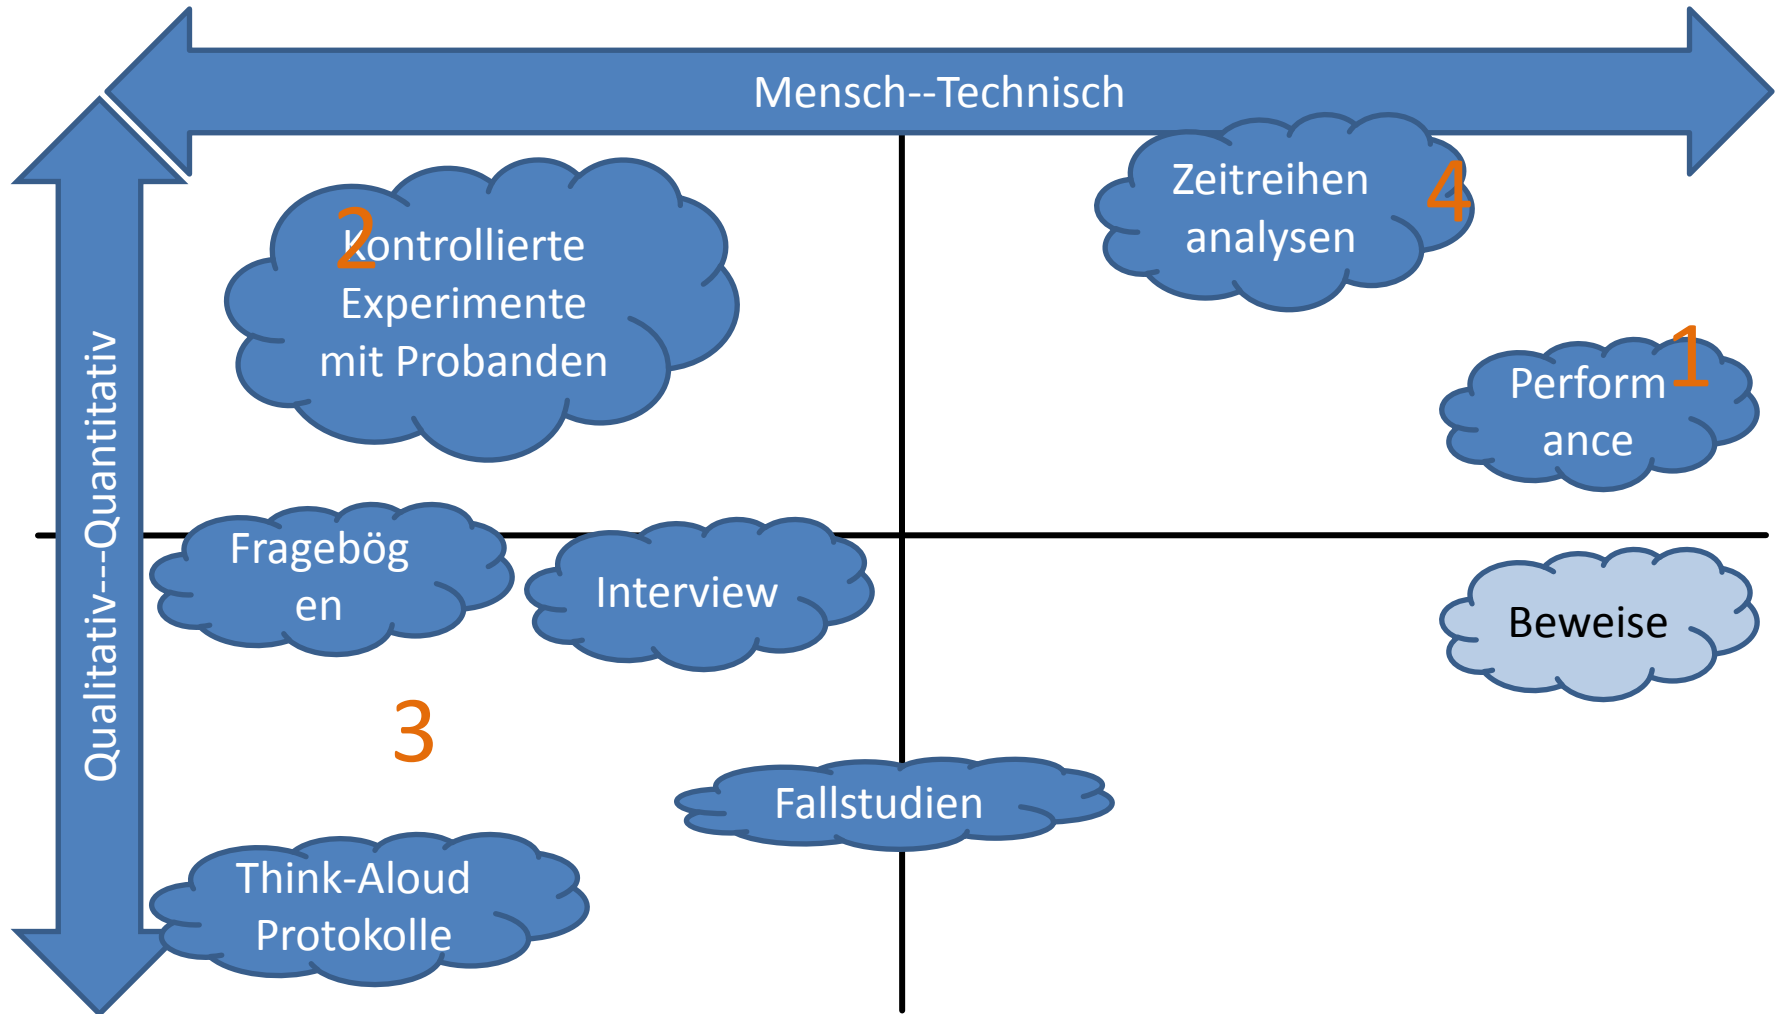 Mensch--Technisch
Qualitativ---Quantitativ
2
Kontrollierte
Experimente
mit Probanden
Zeitreihen
analysen
4
1
Perform
ance
Fragebög
en
Interview
Beweise
3
Fallstudien
Think-Aloud
Protokolle